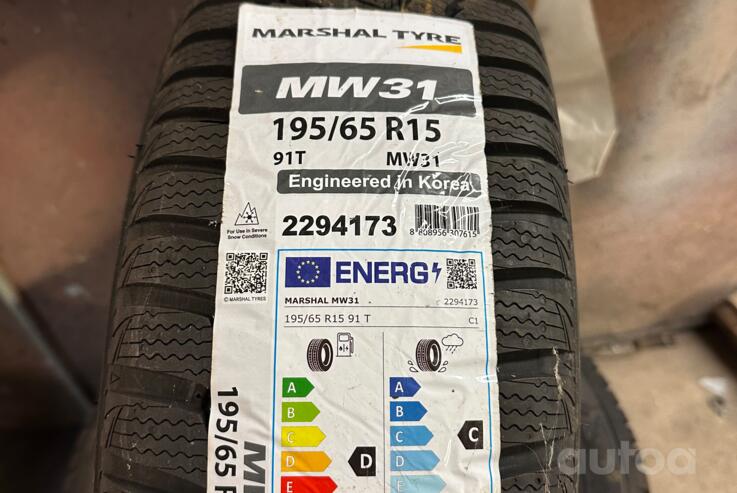 MARSHAL TYRE
MW31
195/65 R15
91T MW31
Engineered in Korea
For Use in Severe
Snow Conditions
2294173
8 808956 307615
© MARSHAL TYRES
ENERG
MARSHAL MW31 2294173
195/65 R15 91 T C1
A A
B B
C C C
D D D
E E
195/65 R
autoa